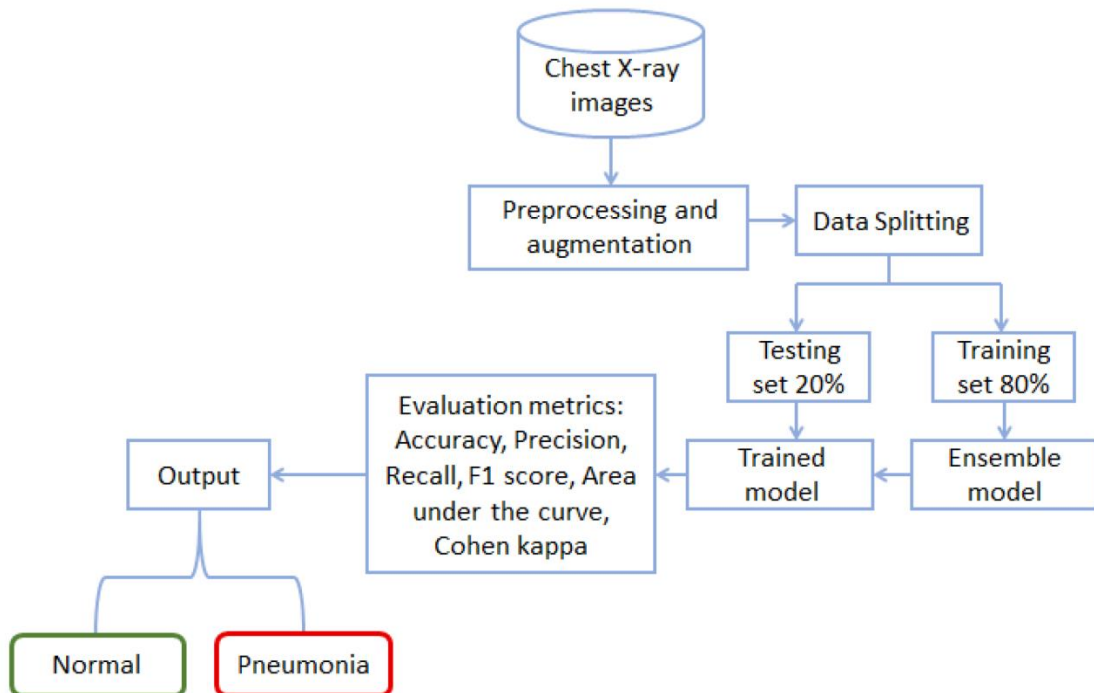 Chest X-ray
images
Preprocessing and
augmentation
Data Splitting
Testing
set 20%
Training
set 80%
Evaluation metrics:
Accuracy, Precision,
Recall, F1 score, Area
under the curve,
Cohen kappa
Output
Trained
model
Ensemble
model
Normal
Pneumonia